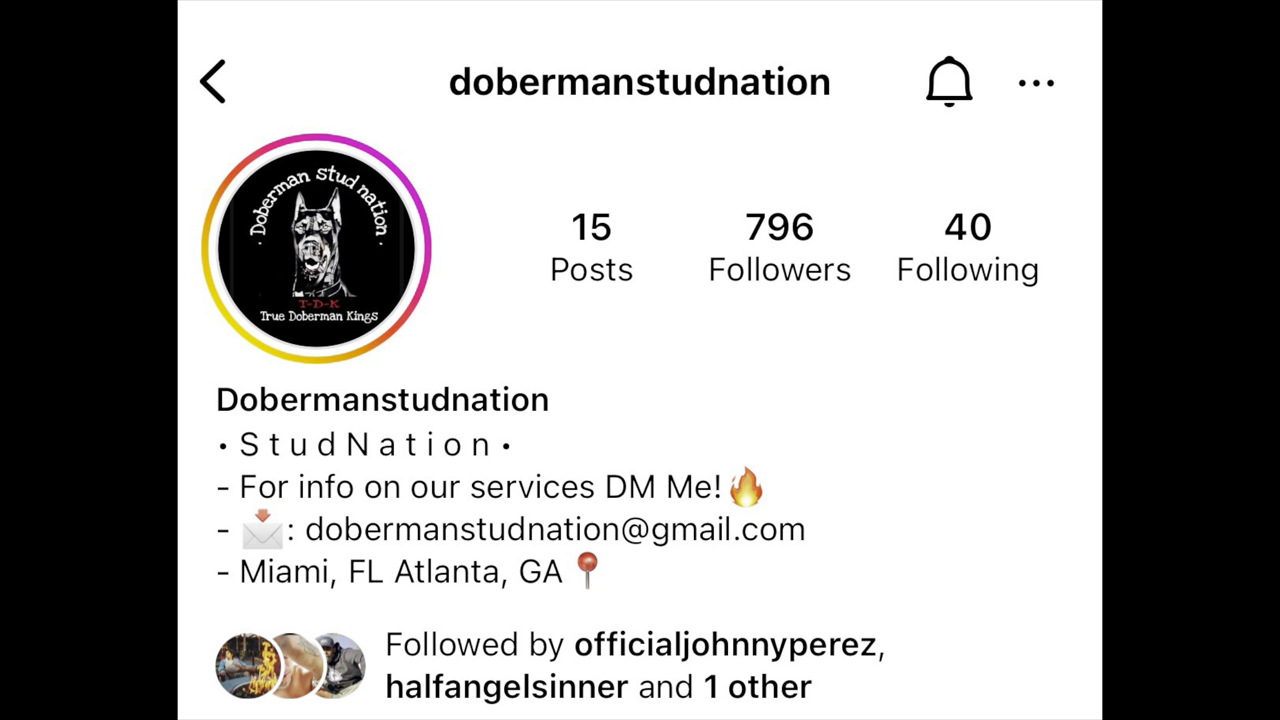 dobermanstudnation
Doberman stud nation
T-D-K
True Doberman Kings
15
Posts
796
Followers
40
Following
Dobermanstudnation
• S t u d N a t i o n •
- For info on our services DM Me!🔥
- 📩: dobermanstudnation@gmail.com
- Miami, FL Atlanta, GA📍
Followed by officialjohnnyperez,
halfangelsinner and 1 other